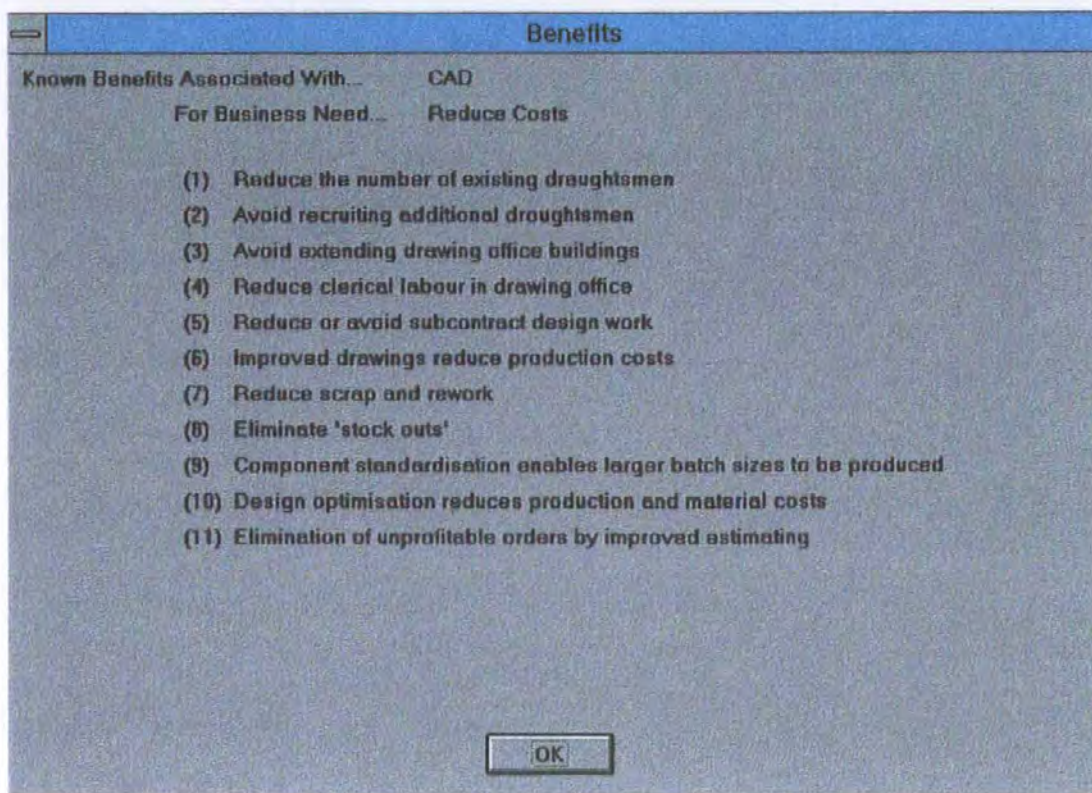 Benefits
Known Benefits Associated With... CAD
For Business Need... Reduce Costs
(1) Reduce the number of existing draughtsmen
(2) Avoid recruiting additional draughtsmen
(3) Avoid extending drawing office buildings
(4) Reduce clerical labour in drawing office
(5) Reduce or avoid subcontract design work
(6) Improved drawings reduce production costs
(7) Reduce scrap and rework
(8) Eliminate 'stock outs'
(9) Component standardisation enables larger batch sizes to be produced
(10) Design optimisation reduces production and material costs
(11) Elimination of unprofitable orders by improved estimating
OK